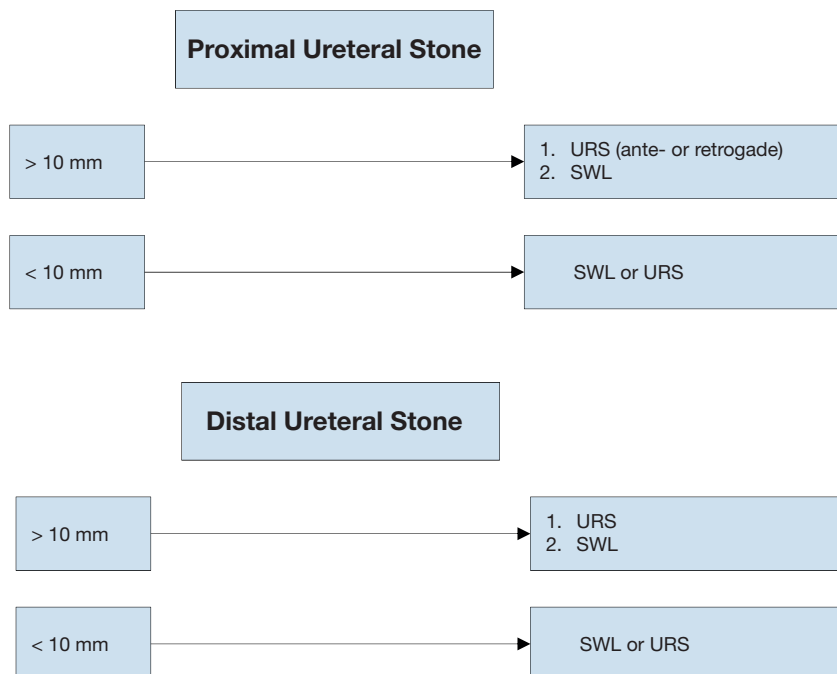 Proximal Ureteral Stone
> 10 mm
1. URS (ante- or retrogade)
2. SWL
< 10 mm
SWL or URS
Distal Ureteral Stone
> 10 mm
1. URS
2. SWL
< 10 mm
SWL or URS